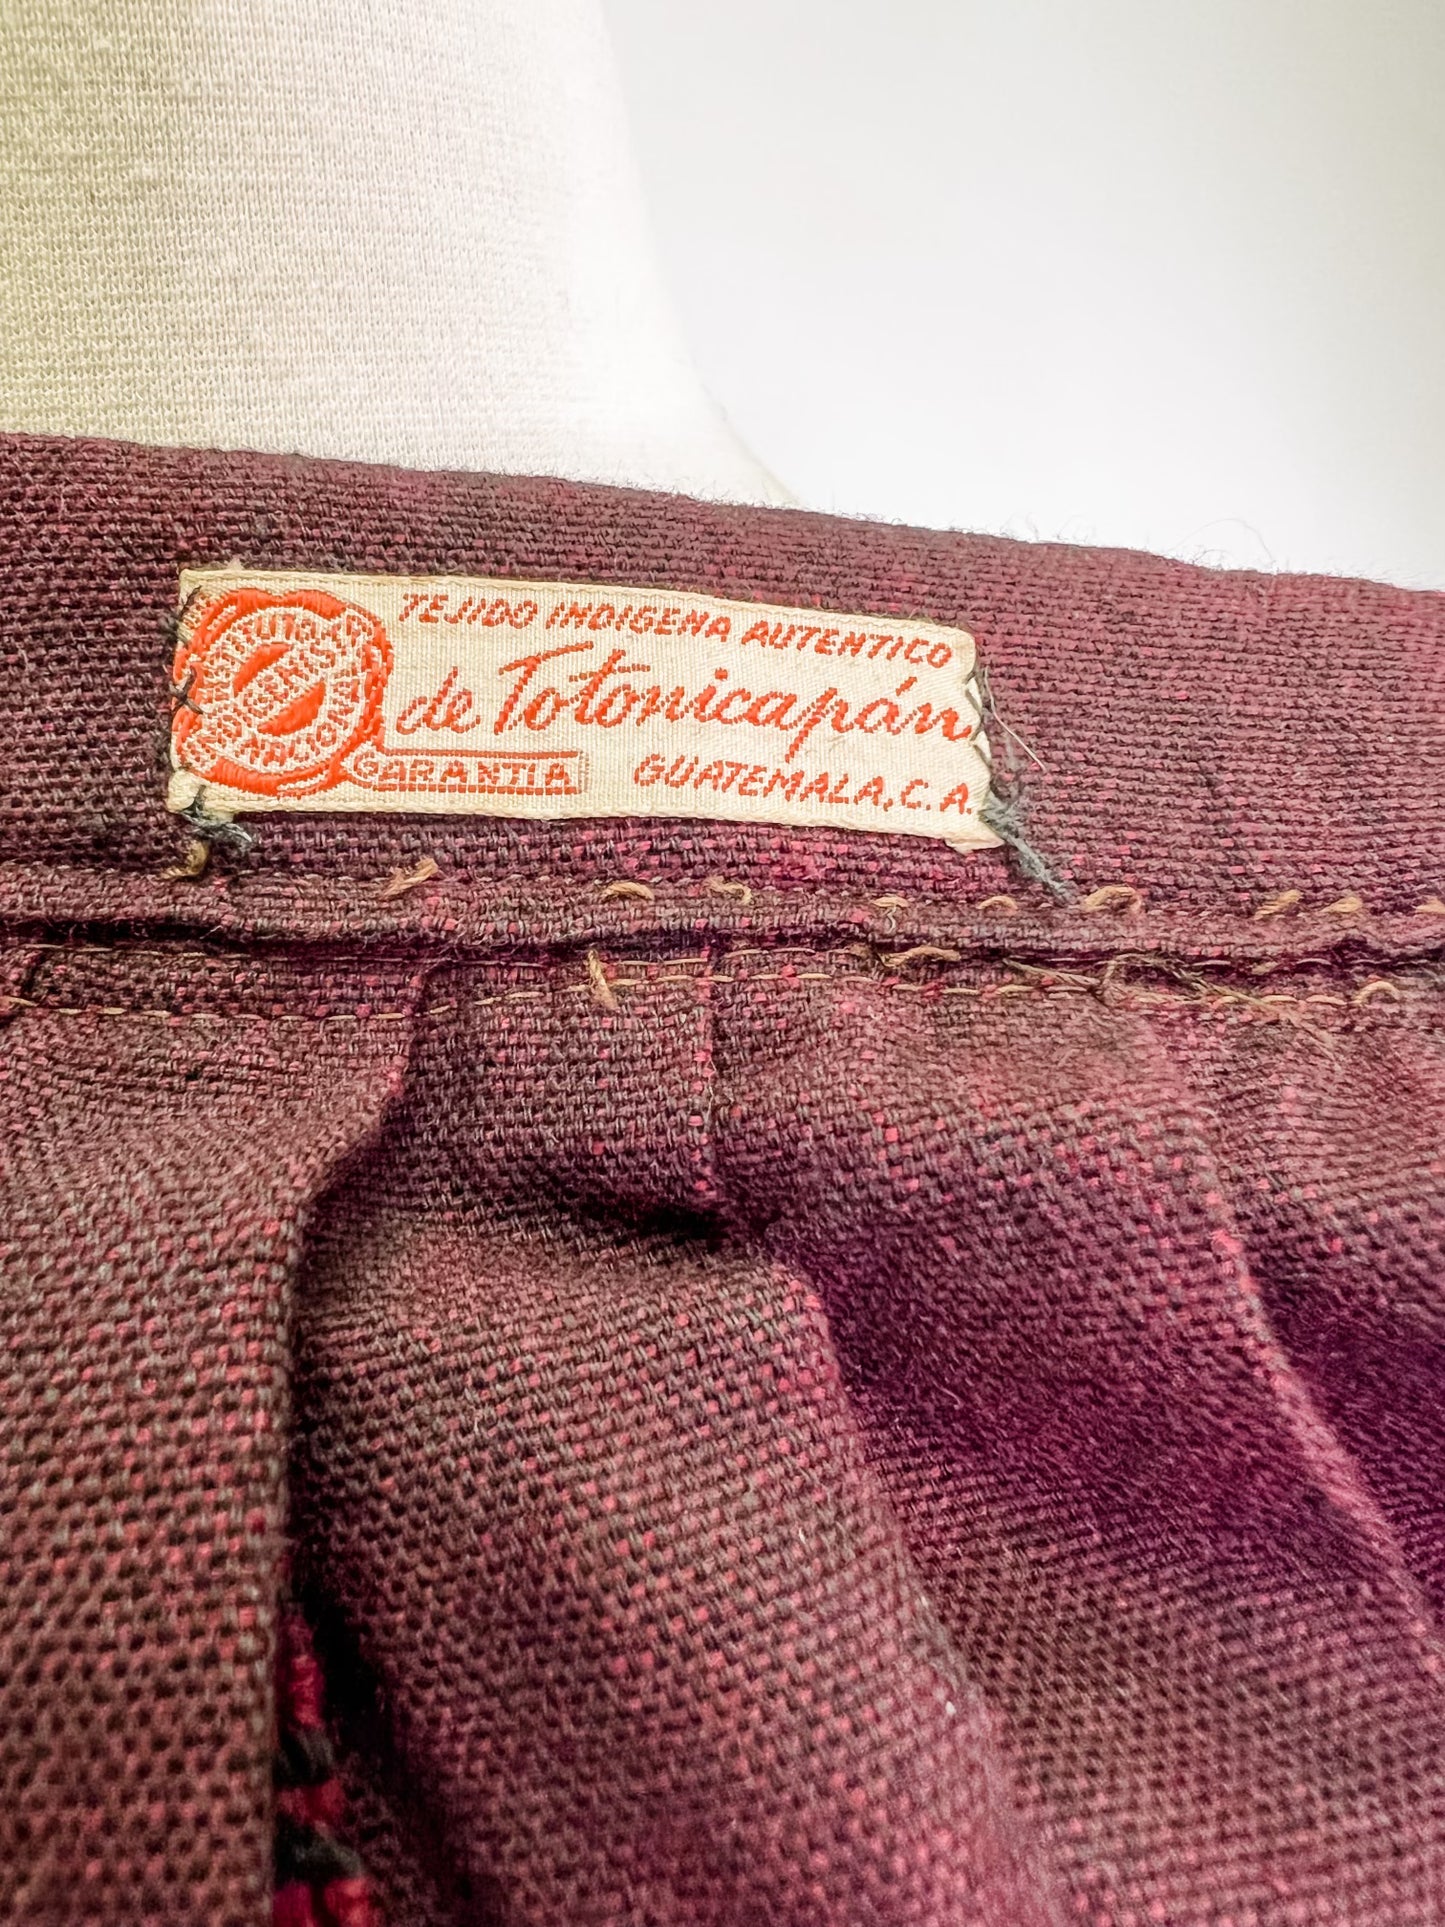 TEJIDO INDIGENA AUTENTICO
de Totonicapán
GARANTIA
GUATEMALA, C. A.